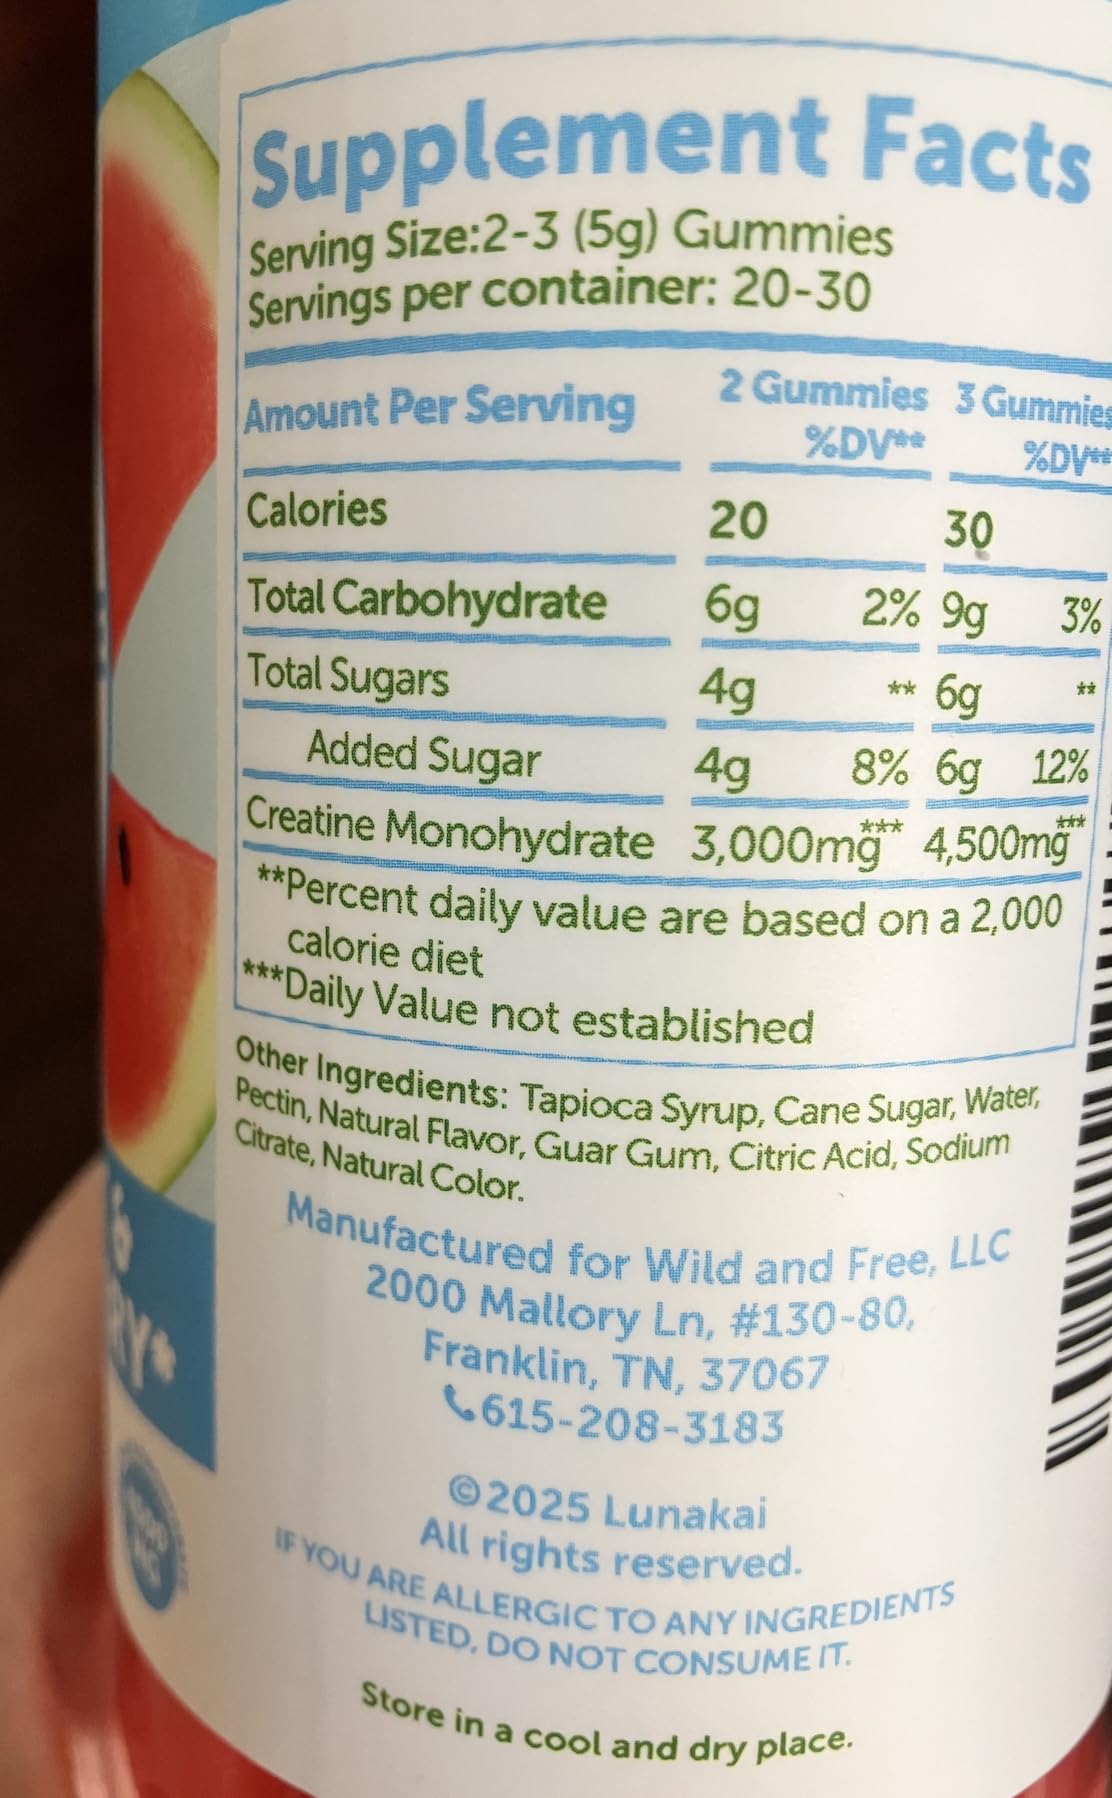 Supplement Facts
Serving Size:2-3 (5g) Gummies
Servings per container: 20-30
Amount Per Serving 2 Gummies 3 Gummies
%DV** %DV**
Calories 20 30
Total Carbohydrate 6g 2% 9g 3%
Total Sugars 4g ** 6g **
Added Sugar 4g 8% 6g 12%
Creatine Monohydrate 3,000mg*** 4,500mg***
**Percent daily value are based on a 2,000
calorie diet
***Daily Value not established
Other Ingredients: Tapioca Syrup, Cane Sugar, Water,
Pectin, Natural Flavor, Guar Gum, Citric Acid, Sodium
Citrate, Natural Color.
Manufactured for Wild and Free, LLC
2000 Mallory Ln, #130-80,
Franklin, TN, 37067
615-208-3183
©2025 Lunakai
All rights reserved.
IF YOU ARE ALLERGIC TO ANY INGREDIENTS
LISTED, DO NOT CONSUME IT.
Store in a cool and dry place.